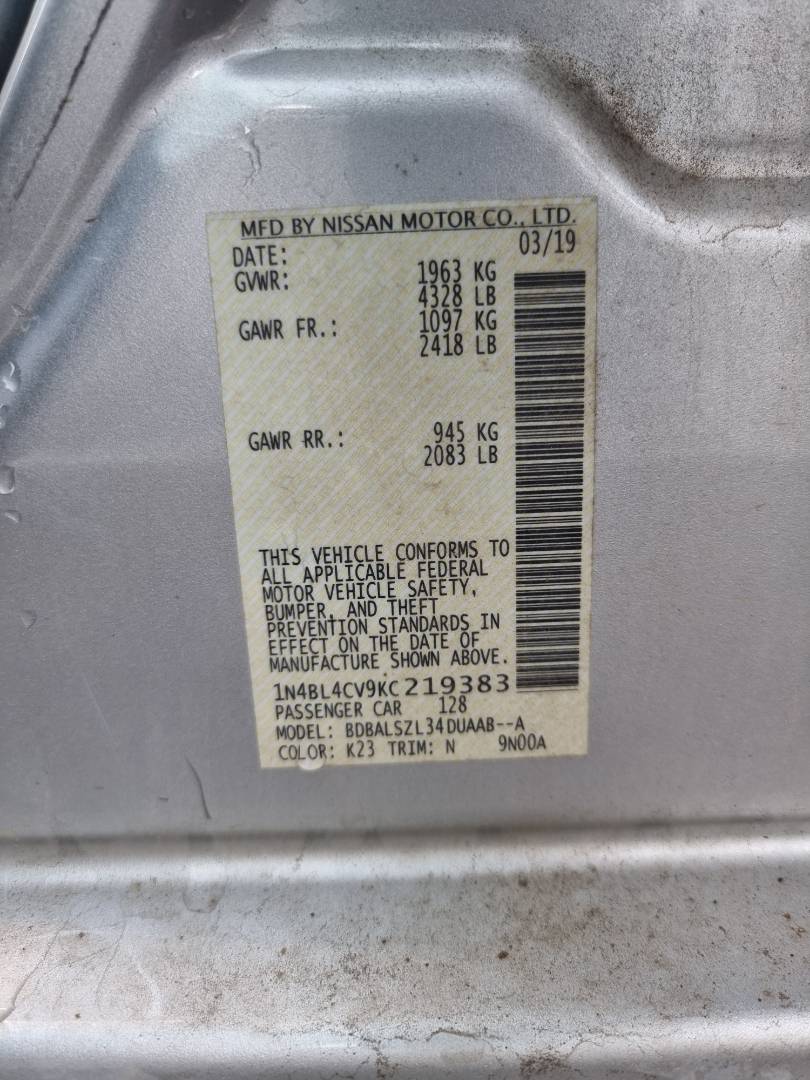 MFD BY NISSAN MOTOR CO., LTD.
DATE: 03/19
GVWR: 1963 KG
4328 LB
GAWR FR.: 1097 KG
2418 LB
GAWR RR.: 945 KG
2083 LB
THIS VEHICLE CONFORMS TO
ALL APPLICABLE FEDERAL
MOTOR VEHICLE SAFETY,
BUMPER, AND THEFT
PREVENTION STANDARDS IN
EFFECT ON THE DATE OF
MANUFACTURE SHOWN ABOVE.
1N4BL4CV9KC219383
PASSENGER CAR 128
MODEL: BDBALSZL34DUAAB--A
COLOR: K23 TRIM: N 9N00A